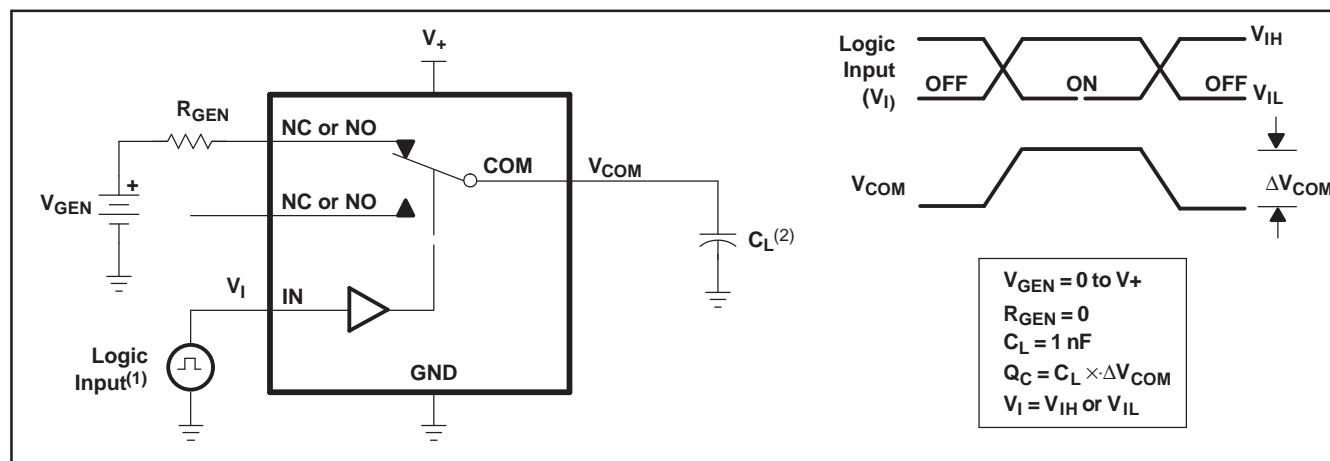 V+
RGEN
NC or NO
COM
VCOM
VGEN
+
NC or NO
CL(2)
VI
IN
Logic
Input(1)
GND
Logic
Input
(VI)
OFF
ON
OFF
VIH
VIL
VCOM
ΔVCOM
VGEN = 0 to V+
RGEN = 0
CL = 1 nF
QC = CL ×·ΔVCOM
VI = VIH or VIL